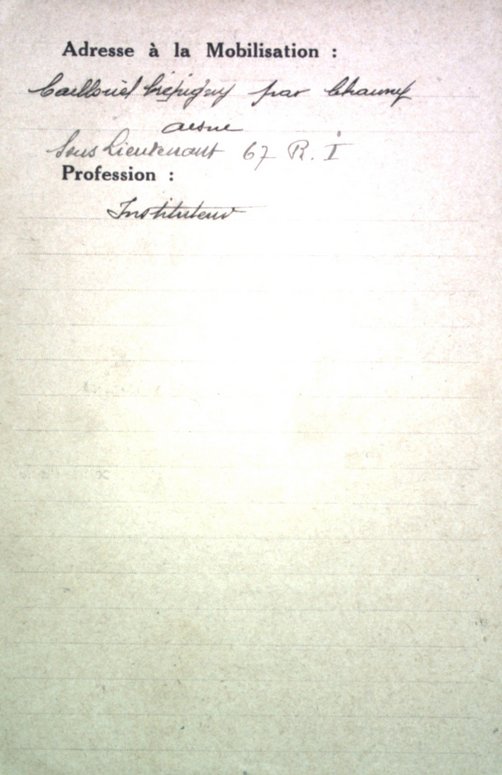 Adresse à la Mobilisation :
Caillouël Crépigny par Chauny
aisne
Sous Lieutenant 67 R. I
Profession :
Instituteur